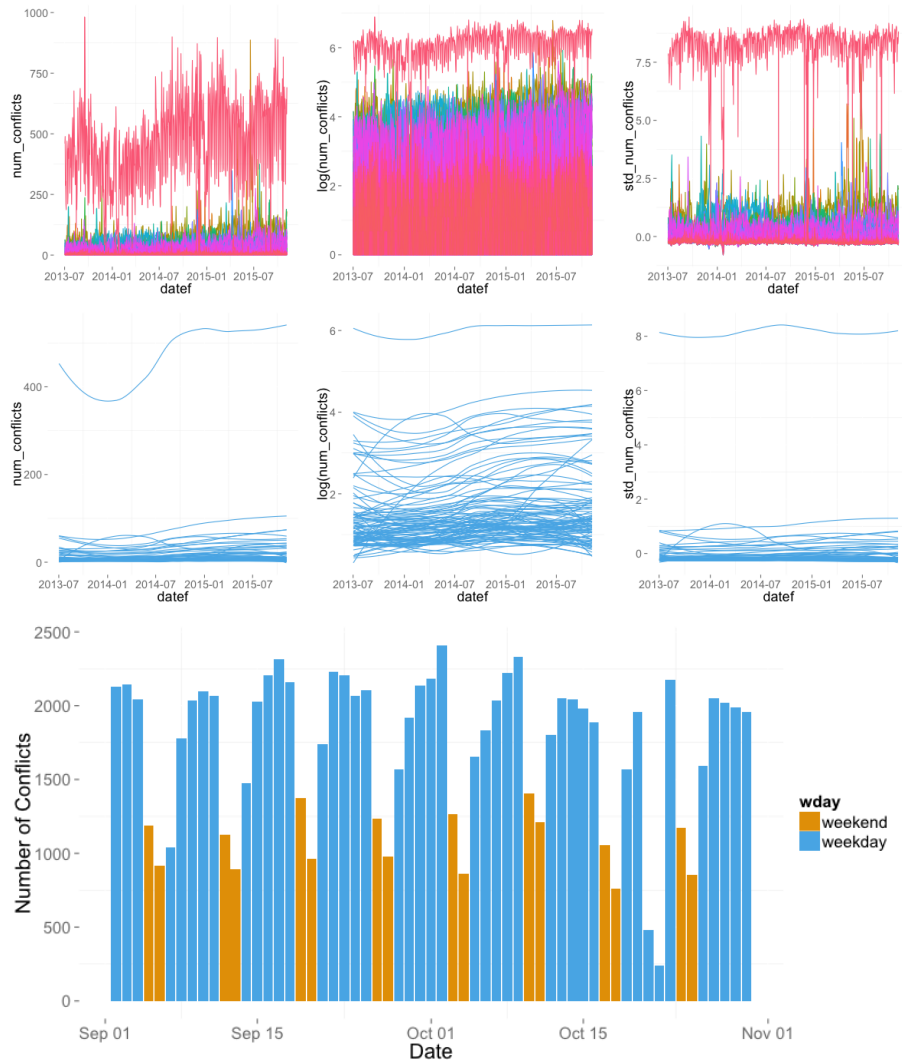 num_conflicts
1000
750
500
250
0
2013-07 2014-01 2014-07 2015-01 2015-07
datef
log(num_conflicts)
6
4
2
0
2013-07 2014-01 2014-07 2015-01 2015-07
datef
std_num_conflicts
7.5
5.0
2.5
0.0
2013-07 2014-01 2014-07 2015-01 2015-07
datef
num_conflicts
400
200
0
2013-07 2014-01 2014-07 2015-01 2015-07
datef
log(num_conflicts)
6
4
2
2013-07 2014-01 2014-07 2015-01 2015-07
datef
std_num_conflicts
8
6
4
2
0
2013-07 2014-01 2014-07 2015-01 2015-07
datef
Number of Conflicts
2500
2000
1500
1000
500
0
Sep 01 Sep 15 Oct 01 Oct 15 Nov 01
Date
wday
weekend
weekday